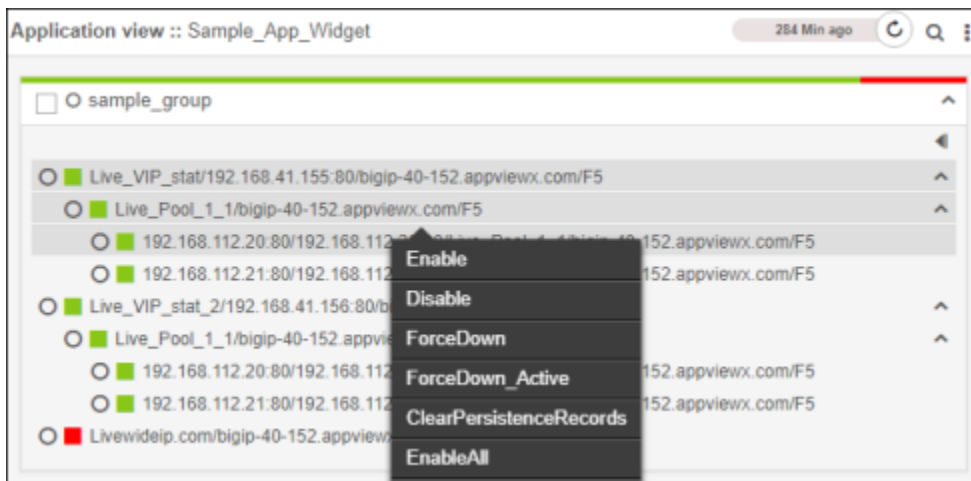 Application view :: Sample_App_Widget
284 Min ago
sample_group
Live_VIP_stat/192.168.41.155:80/bigip-40-152.appviewx.com/F5
Live_Pool_1_1/bigip-40-152.appviewx.com/F5
192.168.112.20:80/192.168.112 152.appviewx.com/F5
Enable
192.168.112.21:80/192.168.112 152.appviewx.com/F5
Disable
Live_VIP_stat_2/192.168.41.156:80/b
ForceDown
Live_Pool_1_1/bigip-40-152.appvie
192.168.112.20:80/192.168.112 152.appviewx.com/F5
ForceDown_Active
192.168.112.21:80/192.168.112 152.appviewx.com/F5
ClearPersistenceRecords
Livewideip.com/bigip-40-152.appview
EnableAll